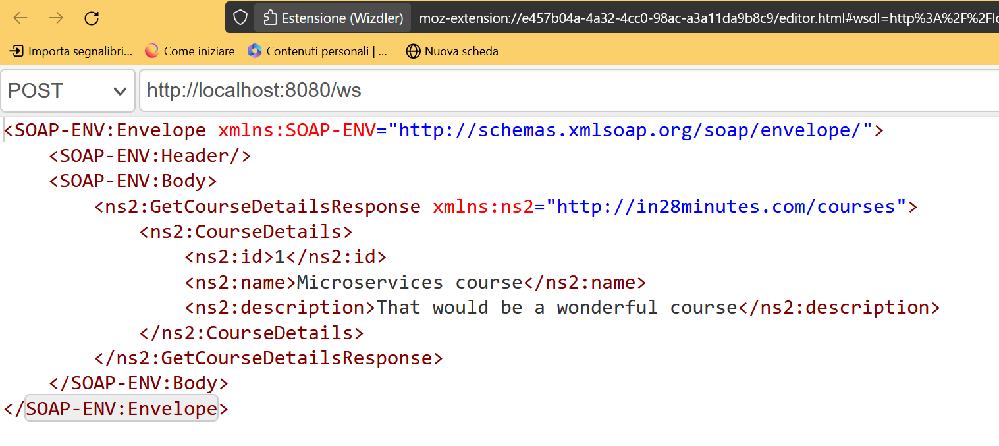 Estensione (Wizdler) moz-extension://e457b04a-4a32-4cc0-98ac-a3a11da9b8c9/editor.html#wsdl=http%3A%2F%2Flo
Importa segnalibri... Come iniziare Contenuti personali | ... Nuova scheda
POST http://localhost:8080/ws
<SOAP-ENV:Envelope xmlns:SOAP-ENV="http://schemas.xmlsoap.org/soap/envelope/">
    <SOAP-ENV:Header/>
    <SOAP-ENV:Body>
        <ns2:GetCourseDetailsResponse xmlns:ns2="http://in28minutes.com/courses">
            <ns2:CourseDetails>
                <ns2:id>1</ns2:id>
                <ns2:name>Microservices course</ns2:name>
                <ns2:description>That would be a wonderful course</ns2:description>
            </ns2:CourseDetails>
        </ns2:GetCourseDetailsResponse>
    </SOAP-ENV:Body>
</SOAP-ENV:Envelope>